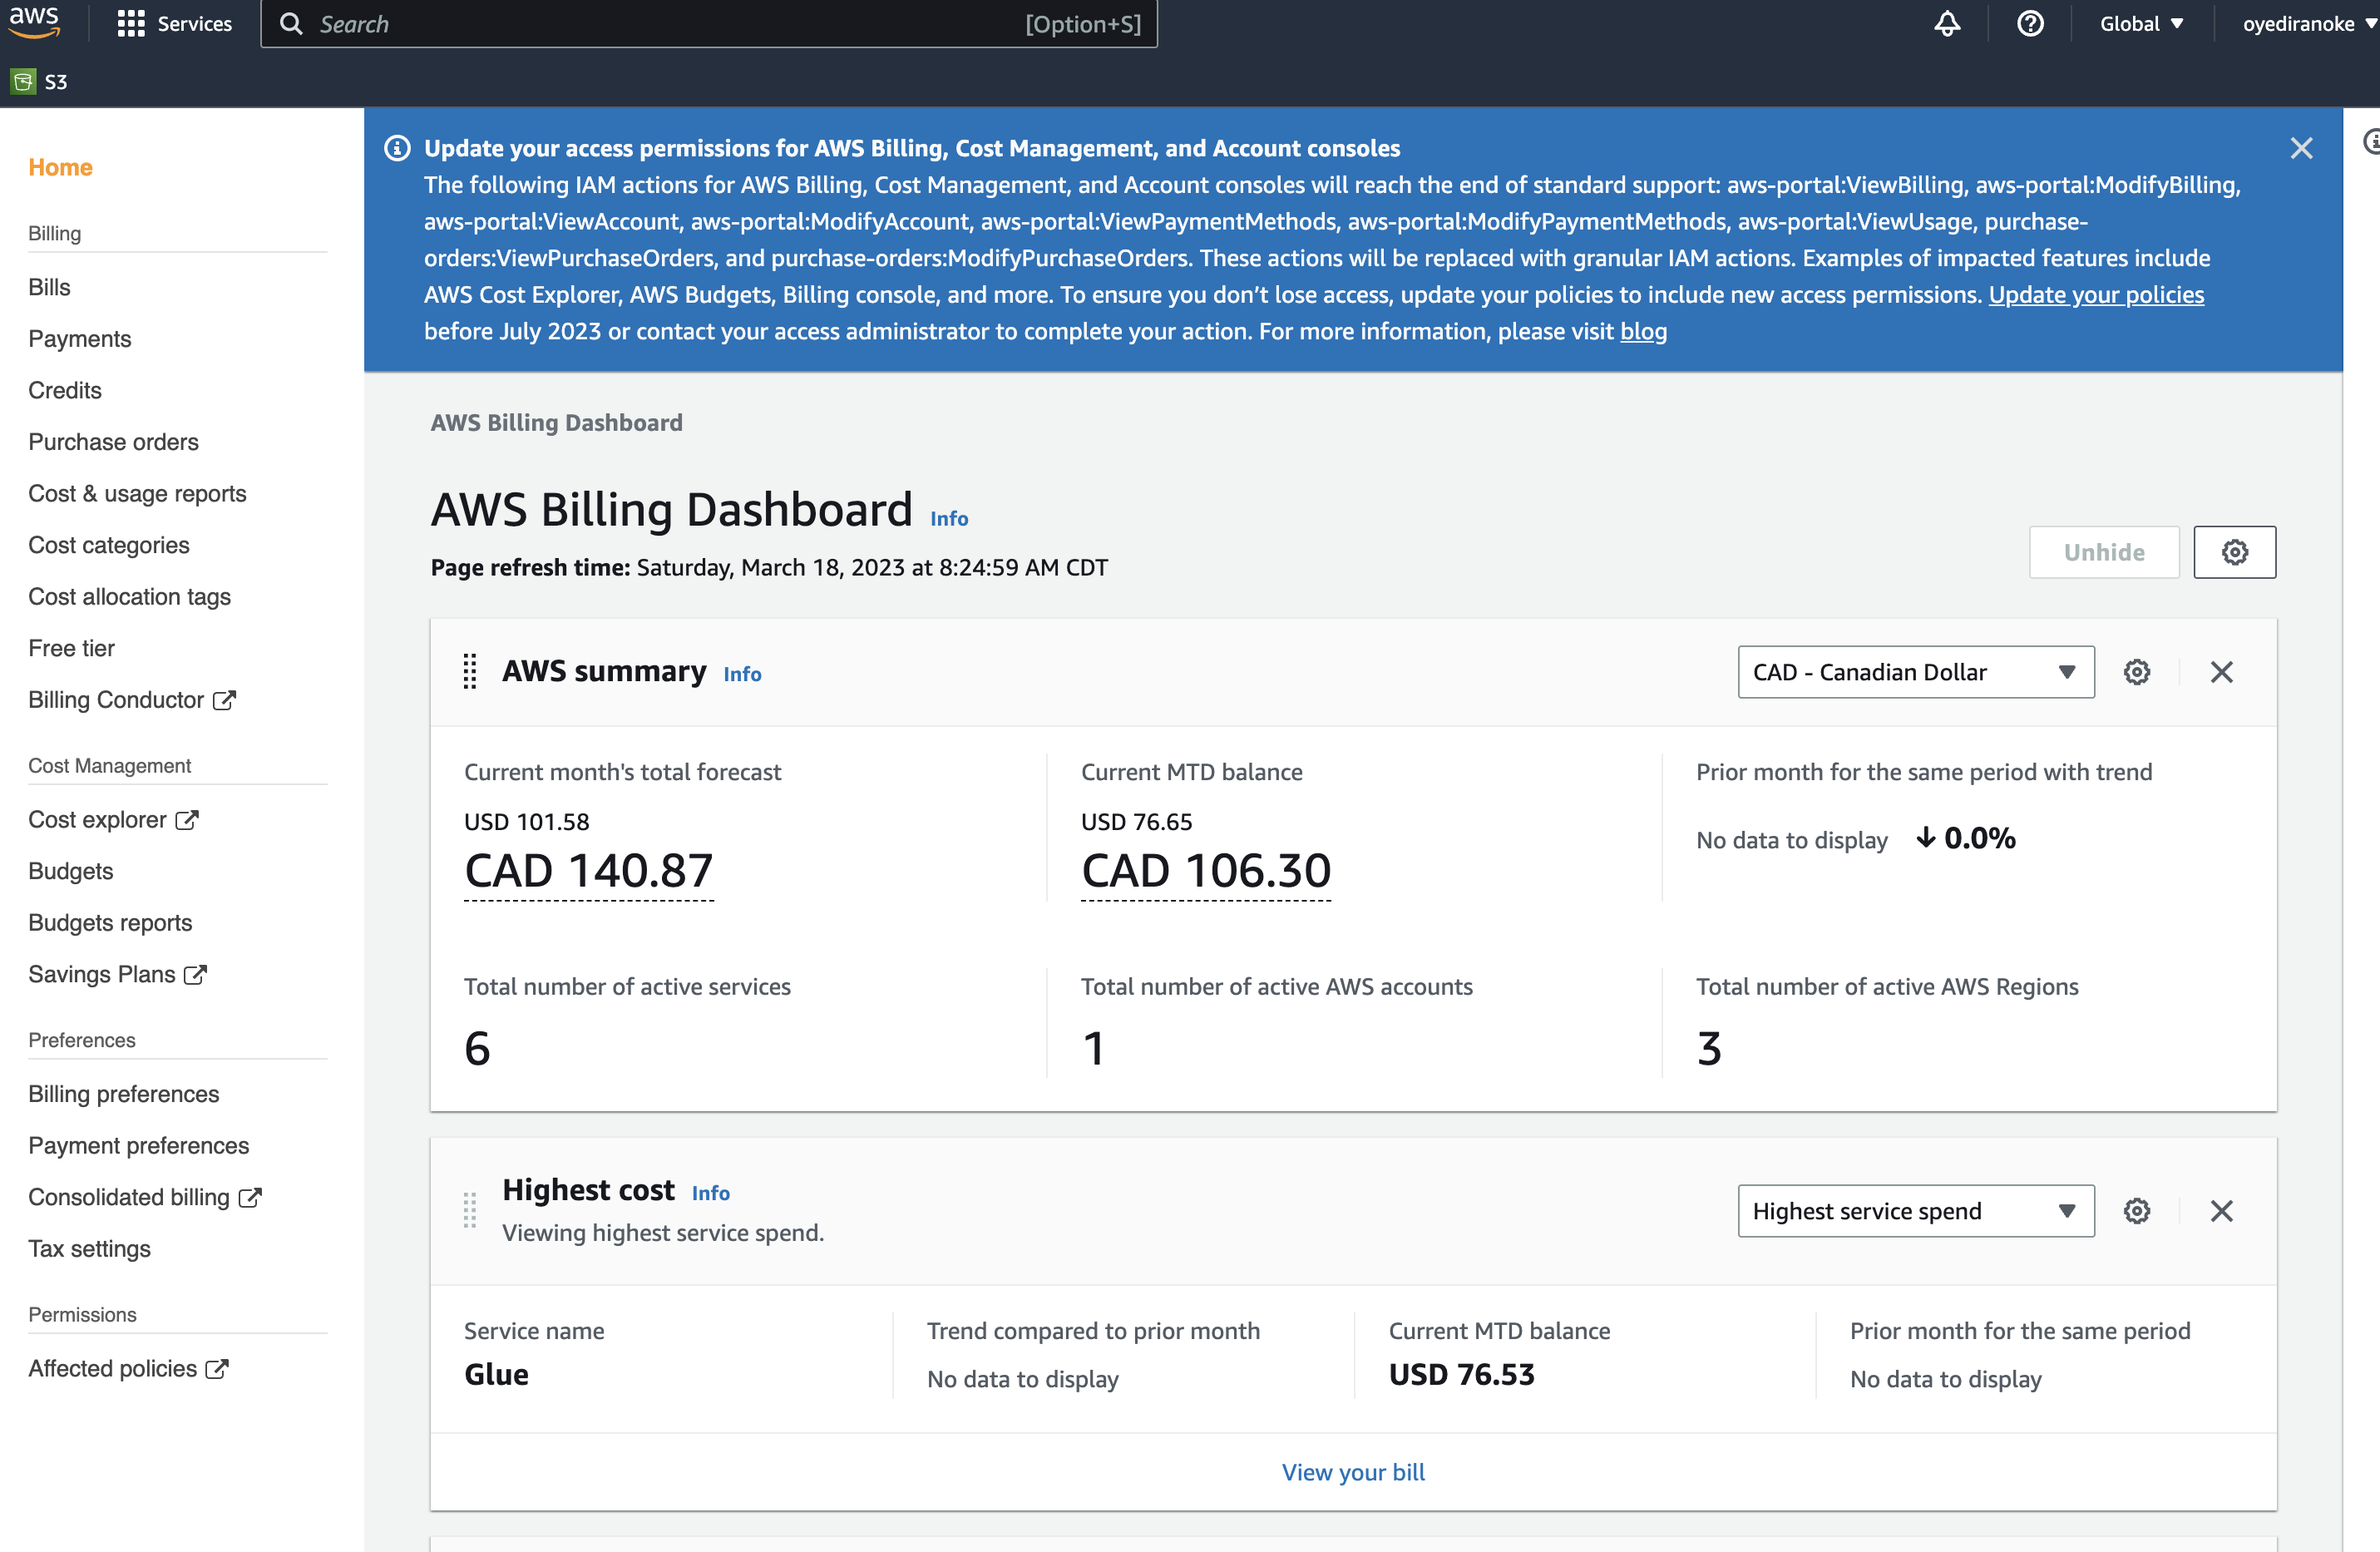 aws
Services
Search
[Option+S]
Global
oyediranoke
S3
Home
Billing
Bills
Payments
Credits
Purchase orders
Cost & usage reports
Cost categories
Cost allocation tags
Free tier
Billing Conductor
Cost Management
Cost explorer
Budgets
Budgets reports
Savings Plans
Preferences
Billing preferences
Payment preferences
Consolidated billing
Tax settings
Permissions
Affected policies
Update your access permissions for AWS Billing, Cost Management, and Account consoles
The following IAM actions for AWS Billing, Cost Management, and Account consoles will reach the end of standard support: aws-portal:ViewBilling, aws-portal:ModifyBilling,
aws-portal:ViewAccount, aws-portal:ModifyAccount, aws-portal:ViewPaymentMethods, aws-portal:ModifyPaymentMethods, aws-portal:ViewUsage, purchase-
orders:ViewPurchaseOrders, and purchase-orders:ModifyPurchaseOrders. These actions will be replaced with granular IAM actions. Examples of impacted features include
AWS Cost Explorer, AWS Budgets, Billing console, and more. To ensure you don’t lose access, update your policies to include new access permissions. Update your policies
before July 2023 or contact your access administrator to complete your action. For more information, please visit blog
AWS Billing Dashboard
AWS Billing Dashboard Info
Page refresh time: Saturday, March 18, 2023 at 8:24:59 AM CDT
Unhide
AWS summary Info
CAD - Canadian Dollar
Current month's total forecast
USD 101.58
CAD 140.87
Current MTD balance
USD 76.65
CAD 106.30
Prior month for the same period with trend
No data to display ↓ 0.0%
Total number of active services
6
Total number of active AWS accounts
1
Total number of active AWS Regions
3
Highest cost Info
Viewing highest service spend.
Highest service spend
Service name
Glue
Trend compared to prior month
No data to display
Current MTD balance
USD 76.53
Prior month for the same period
No data to display
View your bill